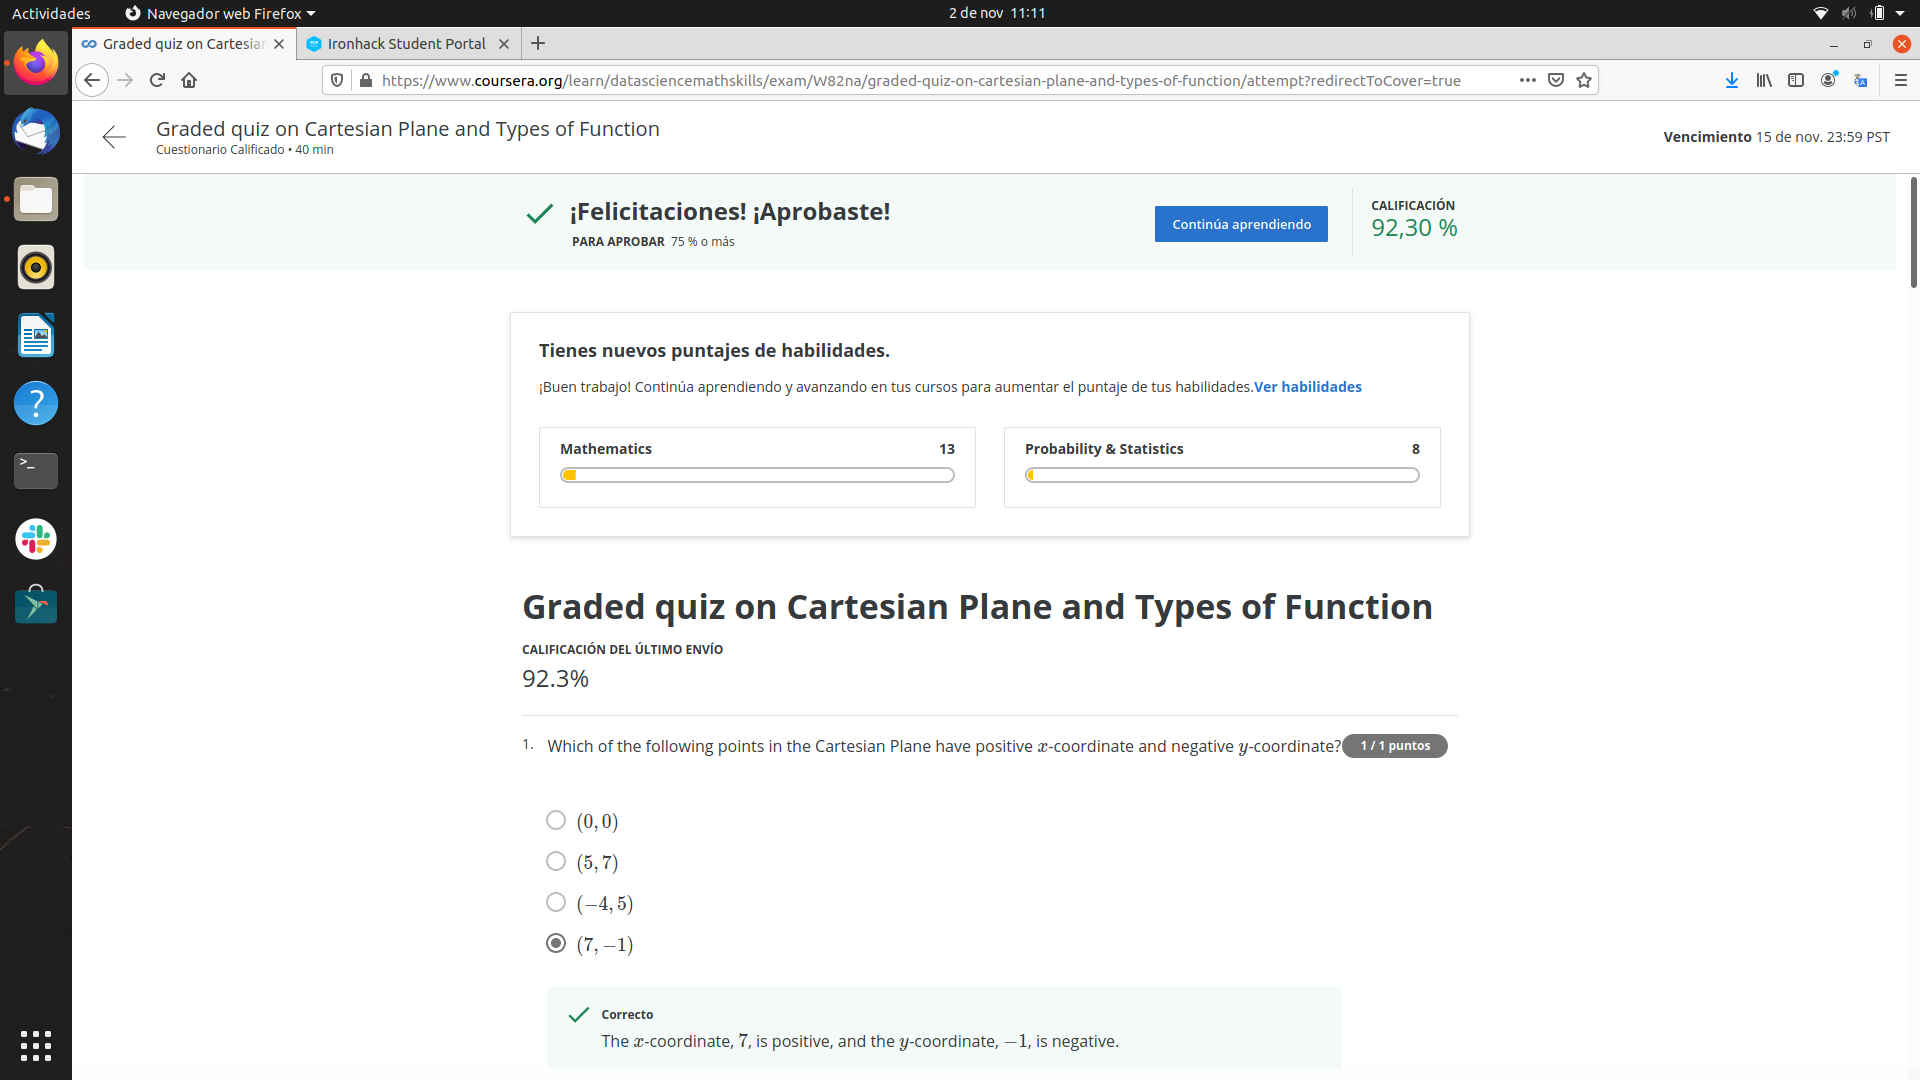 Actividades
Navegador web Firefox
2 de nov 11:11
Graded quiz on Cartesian
Ironhack Student Portal
https://www.coursera.org/learn/datasciencemathskills/exam/W82na/graded-quiz-on-cartesian-plane-and-types-of-function/attempt?redirectToCover=true
Graded quiz on Cartesian Plane and Types of Function
Cuestionario Calificado • 40 min
Vencimiento 15 de nov. 23:59 PST
¡Felicitaciones! ¡Aprobaste!
PARA APROBAR 75 % o más
Continúa aprendiendo
CALIFICACIÓN
92,30 %
Tienes nuevos puntajes de habilidades.
¡Buen trabajo! Continúa aprendiendo y avanzando en tus cursos para aumentar el puntaje de tus habilidades.Ver habilidades
Mathematics 13
Probability & Statistics 8
Graded quiz on Cartesian Plane and Types of Function
CALIFICACIÓN DEL ÚLTIMO ENVÍO
92.3%
1. Which of the following points in the Cartesian Plane have positive x-coordinate and negative y-coordinate?
1 / 1 puntos
(0, 0)
(5, 7)
(−4, 5)
(7, −1)
Correcto
The x-coordinate, 7, is positive, and the y-coordinate, −1, is negative.